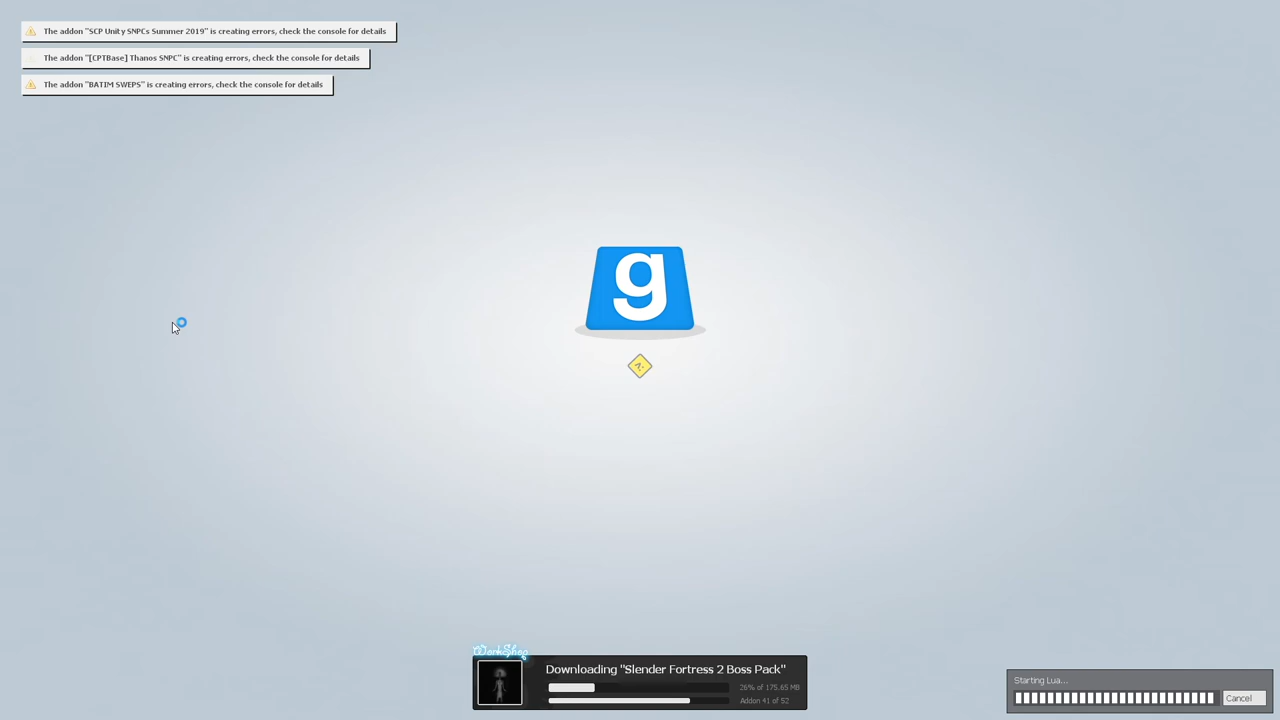 The addon "SCP Unity SNPCs Summer 2019" is creating errors, check the console for details
The addon "[CPTBase] Thanos SNPC" is creating errors, check the console for details
The addon "BATIM SWEPS" is creating errors, check the console for details
g
WorkShop
Downloading "Slender Fortress 2 Boss Pack"
26% of 175.65 MB
Addon 41 of 52
Starting Lua...
Cancel